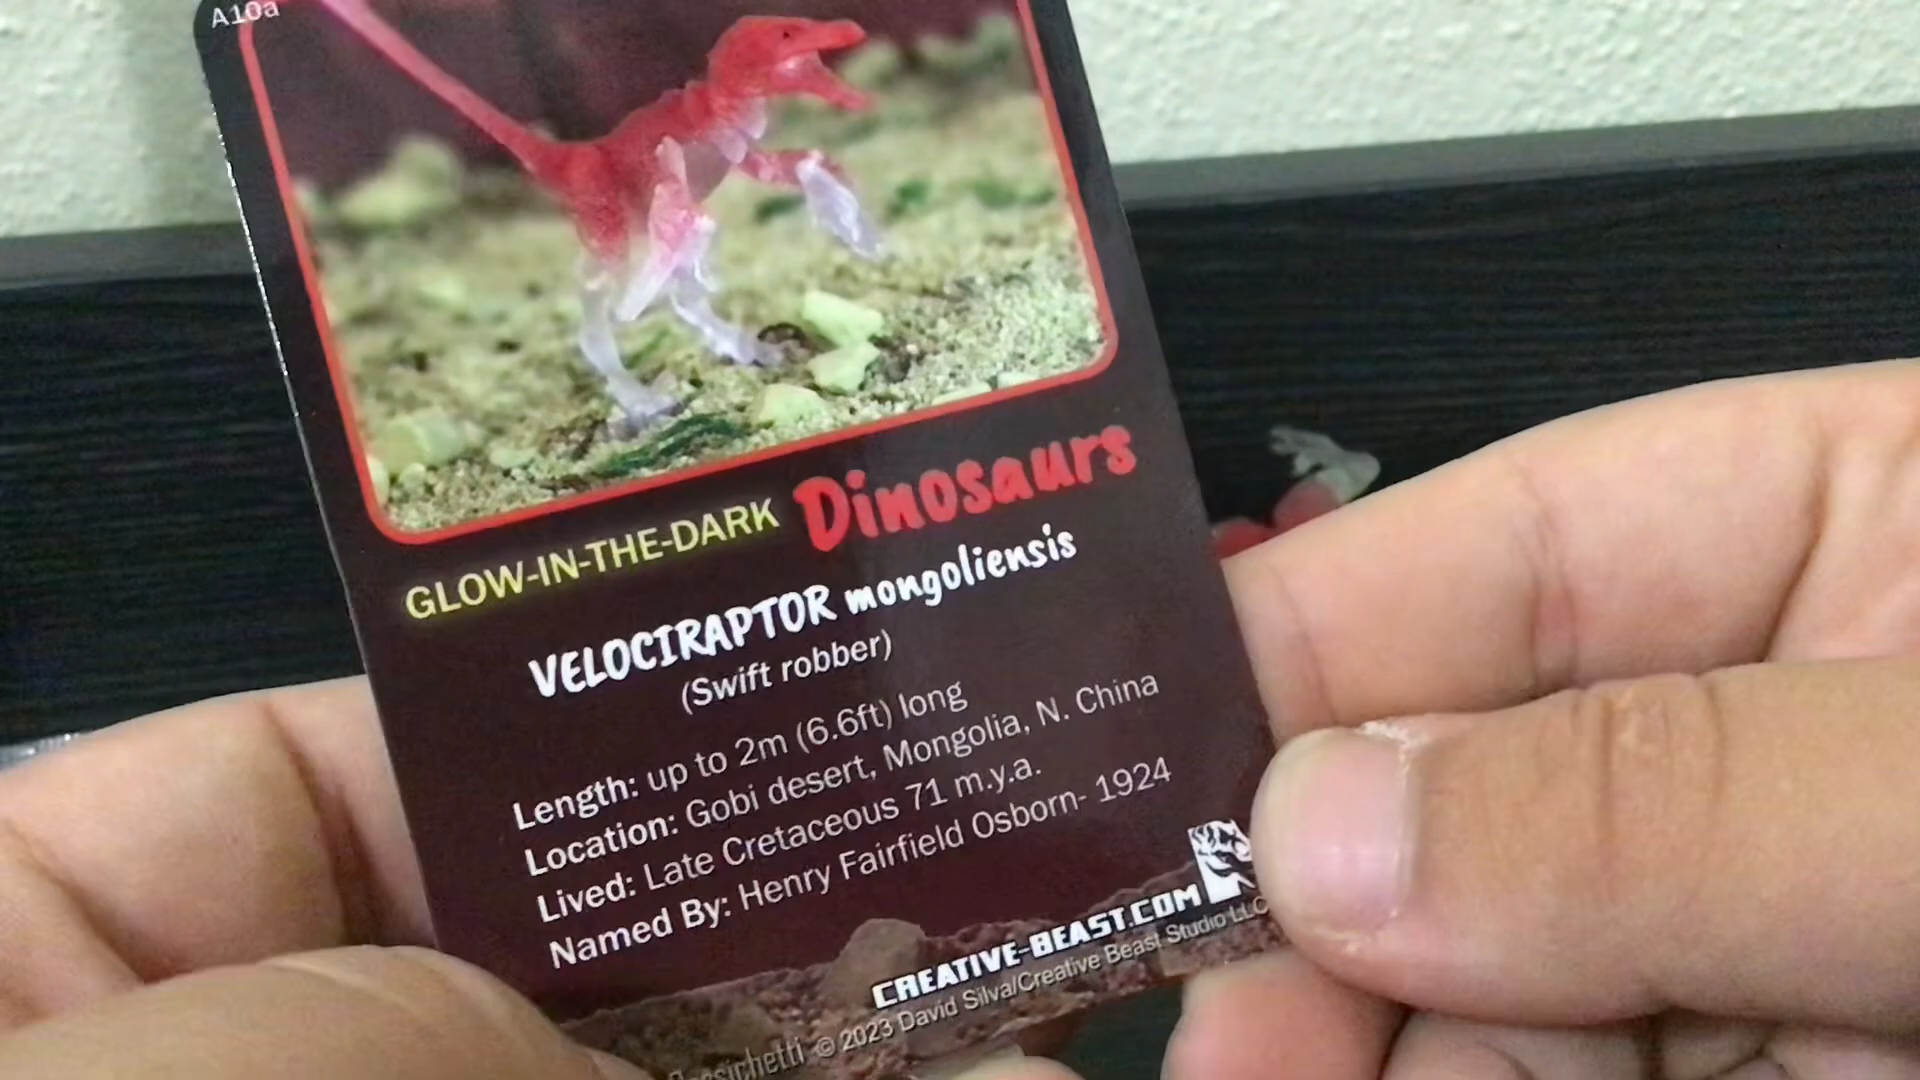 A10a
GLOW-IN-THE-DARK Dinosaurs
VELOCIRAPTOR mongoliensis
(Swift robber)
Length: up to 2m (6.6ft) long
Location: Gobi desert, Mongolia, N. China
Lived: Late Cretaceous 71 m.y.a.
Named By: Henry Fairfield Osborn- 1924
CREATIVE-BEAST.COM
© 2023 David Silva/Creative Beast Studio LLC